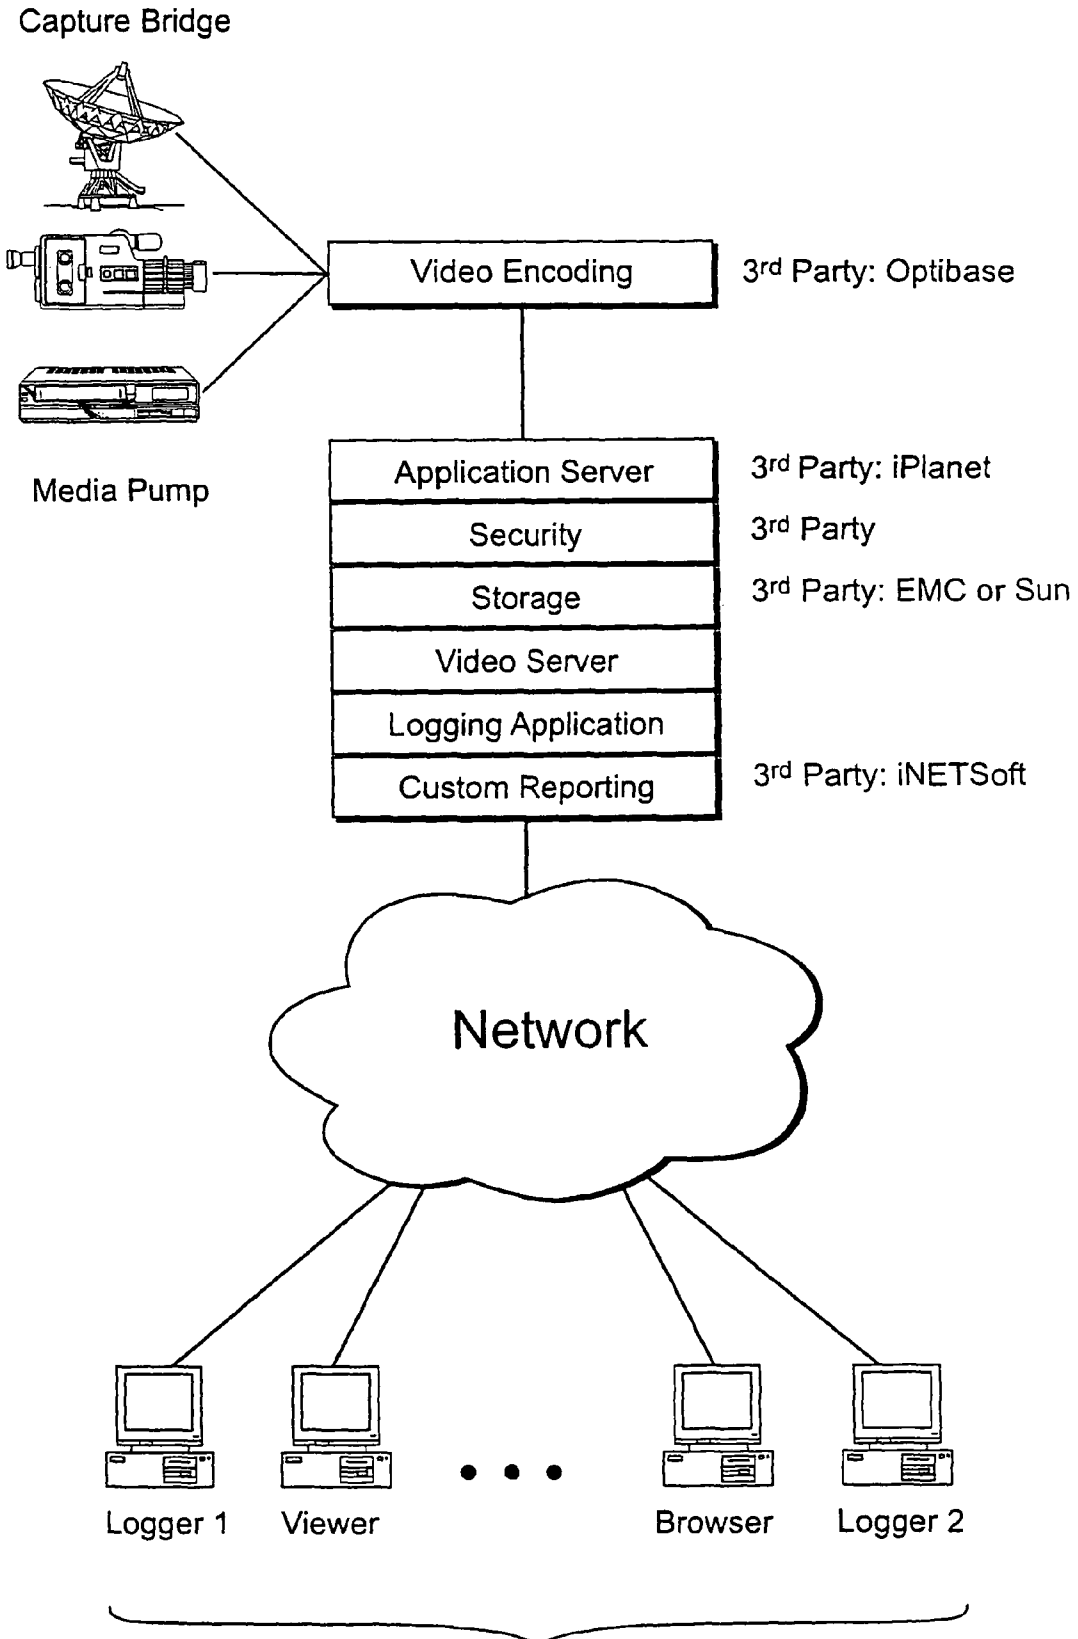 Capture Bridge
Video Encoding
3rd Party: Optibase
Media Pump
Application Server
3rd Party: iPlanet
Security
3rd Party
Storage
3rd Party: EMC or Sun
Video Server
Logging Application
Custom Reporting
3rd Party: iNETSoft
Network
Logger 1
Viewer
Browser
Logger 2